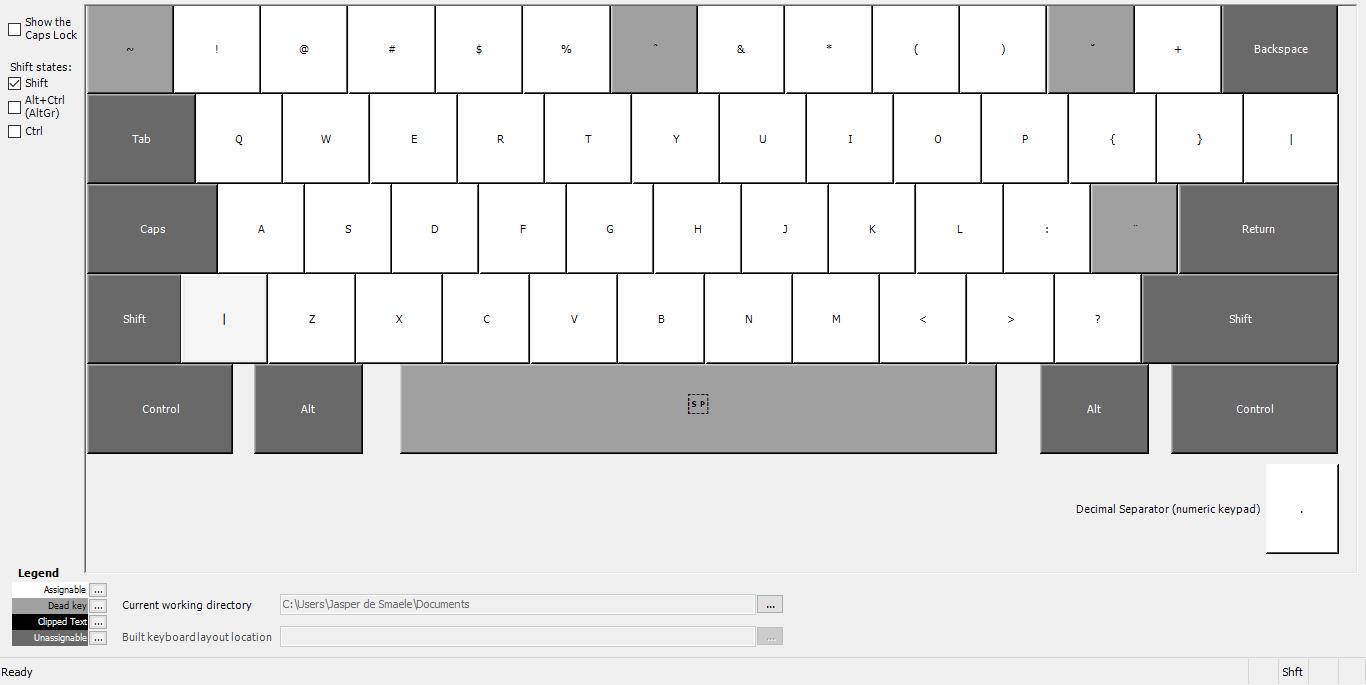 Show the
Caps Lock
Shift states:
Shift
Alt+Ctrl
(AltGr)
Ctrl
~ ! @ # $ % ^ & * ( ) ˘ + Backspace
Tab Q W E R T Y U I O P { } |
Caps A S D F G H J K L : ¨ Return
Shift | Z X C V B N M < > ? Shift
Control Alt SP Alt Control
Decimal Separator (numeric keypad) .
Legend
Assignable ...
Dead key ...
Clipped Text ...
Unassignable ...
Current working directory C:\Users\Jasper de Smaele\Documents ...
Built keyboard layout location ...
Ready Shft